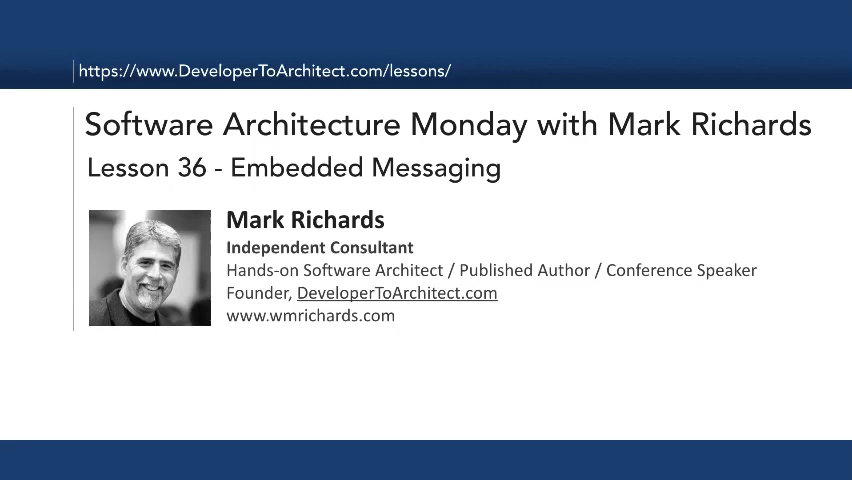 https://www.DeveloperToArchitect.com/lessons/
Software Architecture Monday with Mark Richards
Lesson 36 - Embedded Messaging
Mark Richards
Independent Consultant
Hands-on Software Architect / Published Author / Conference Speaker
Founder, DeveloperToArchitect.com
www.wmrichards.com